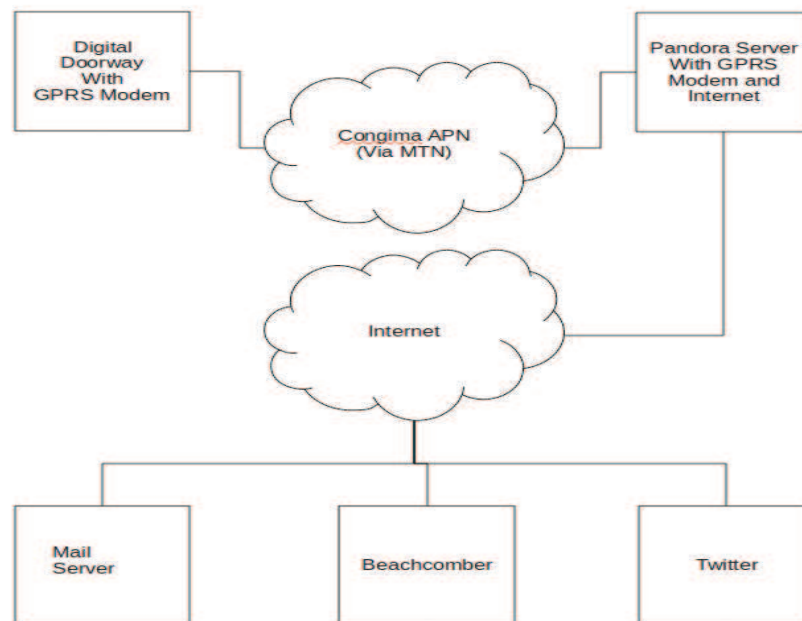 Digital
Doorway
With
GPRS Modem
Pandora Server
With GPRS
Modem and
Internet
Congima APN
(Via MTN)
Internet
Mail
Server
Beachcomber
Twitter